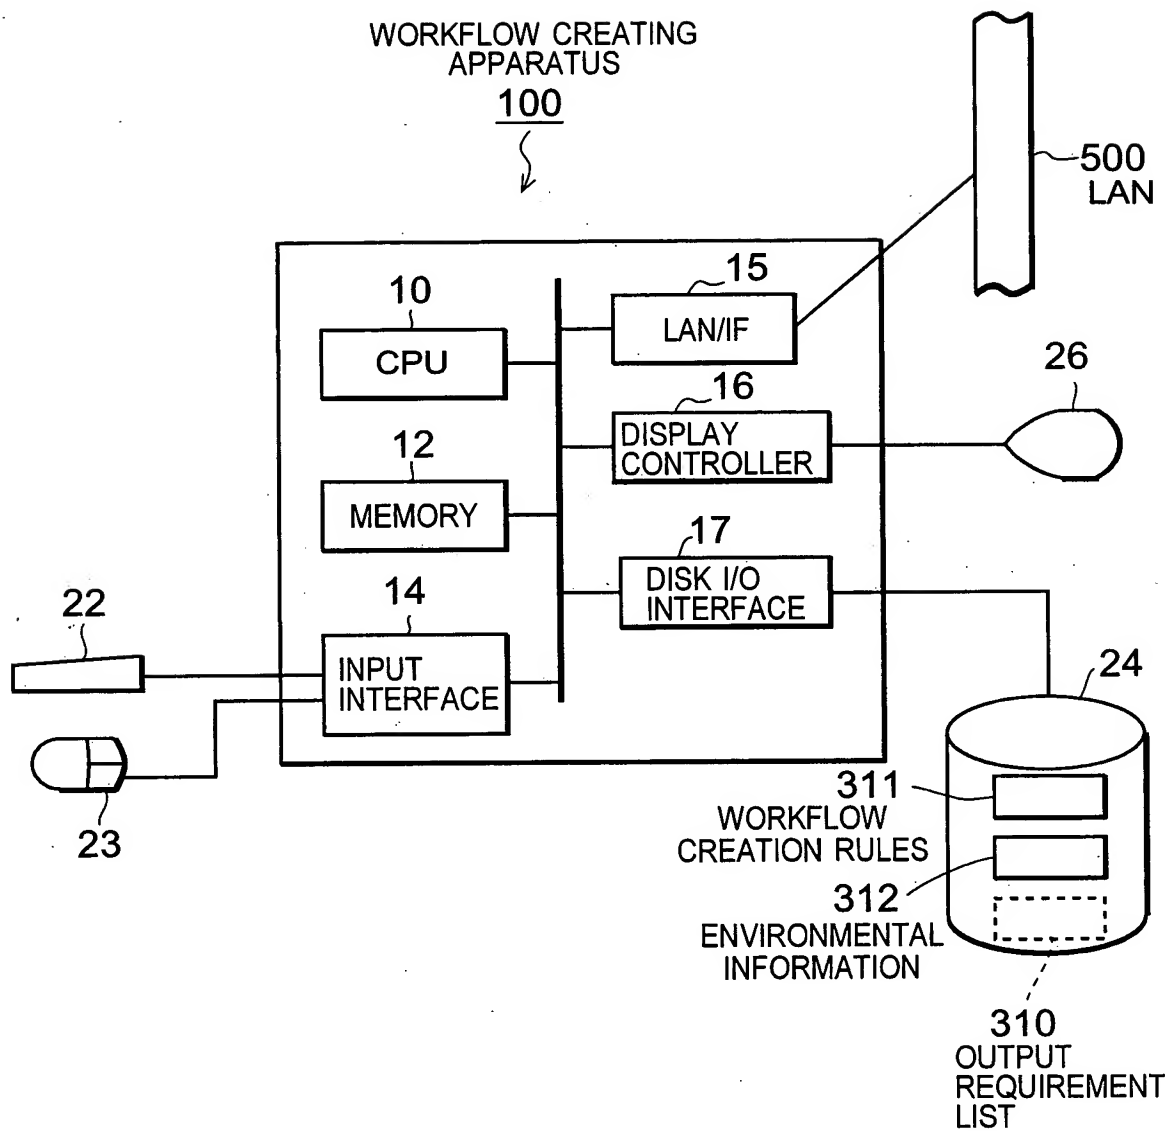 WORKFLOW CREATING
APPARATUS
100
500
LAN
15
LAN/IF
10
CPU
16
DISPLAY
CONTROLLER
26
12
MEMORY
17
DISK I/O
INTERFACE
22
14
INPUT
INTERFACE
23
24
311
WORKFLOW
CREATION RULES
312
ENVIRONMENTAL
INFORMATION
310
OUTPUT
REQUIREMENT
LIST